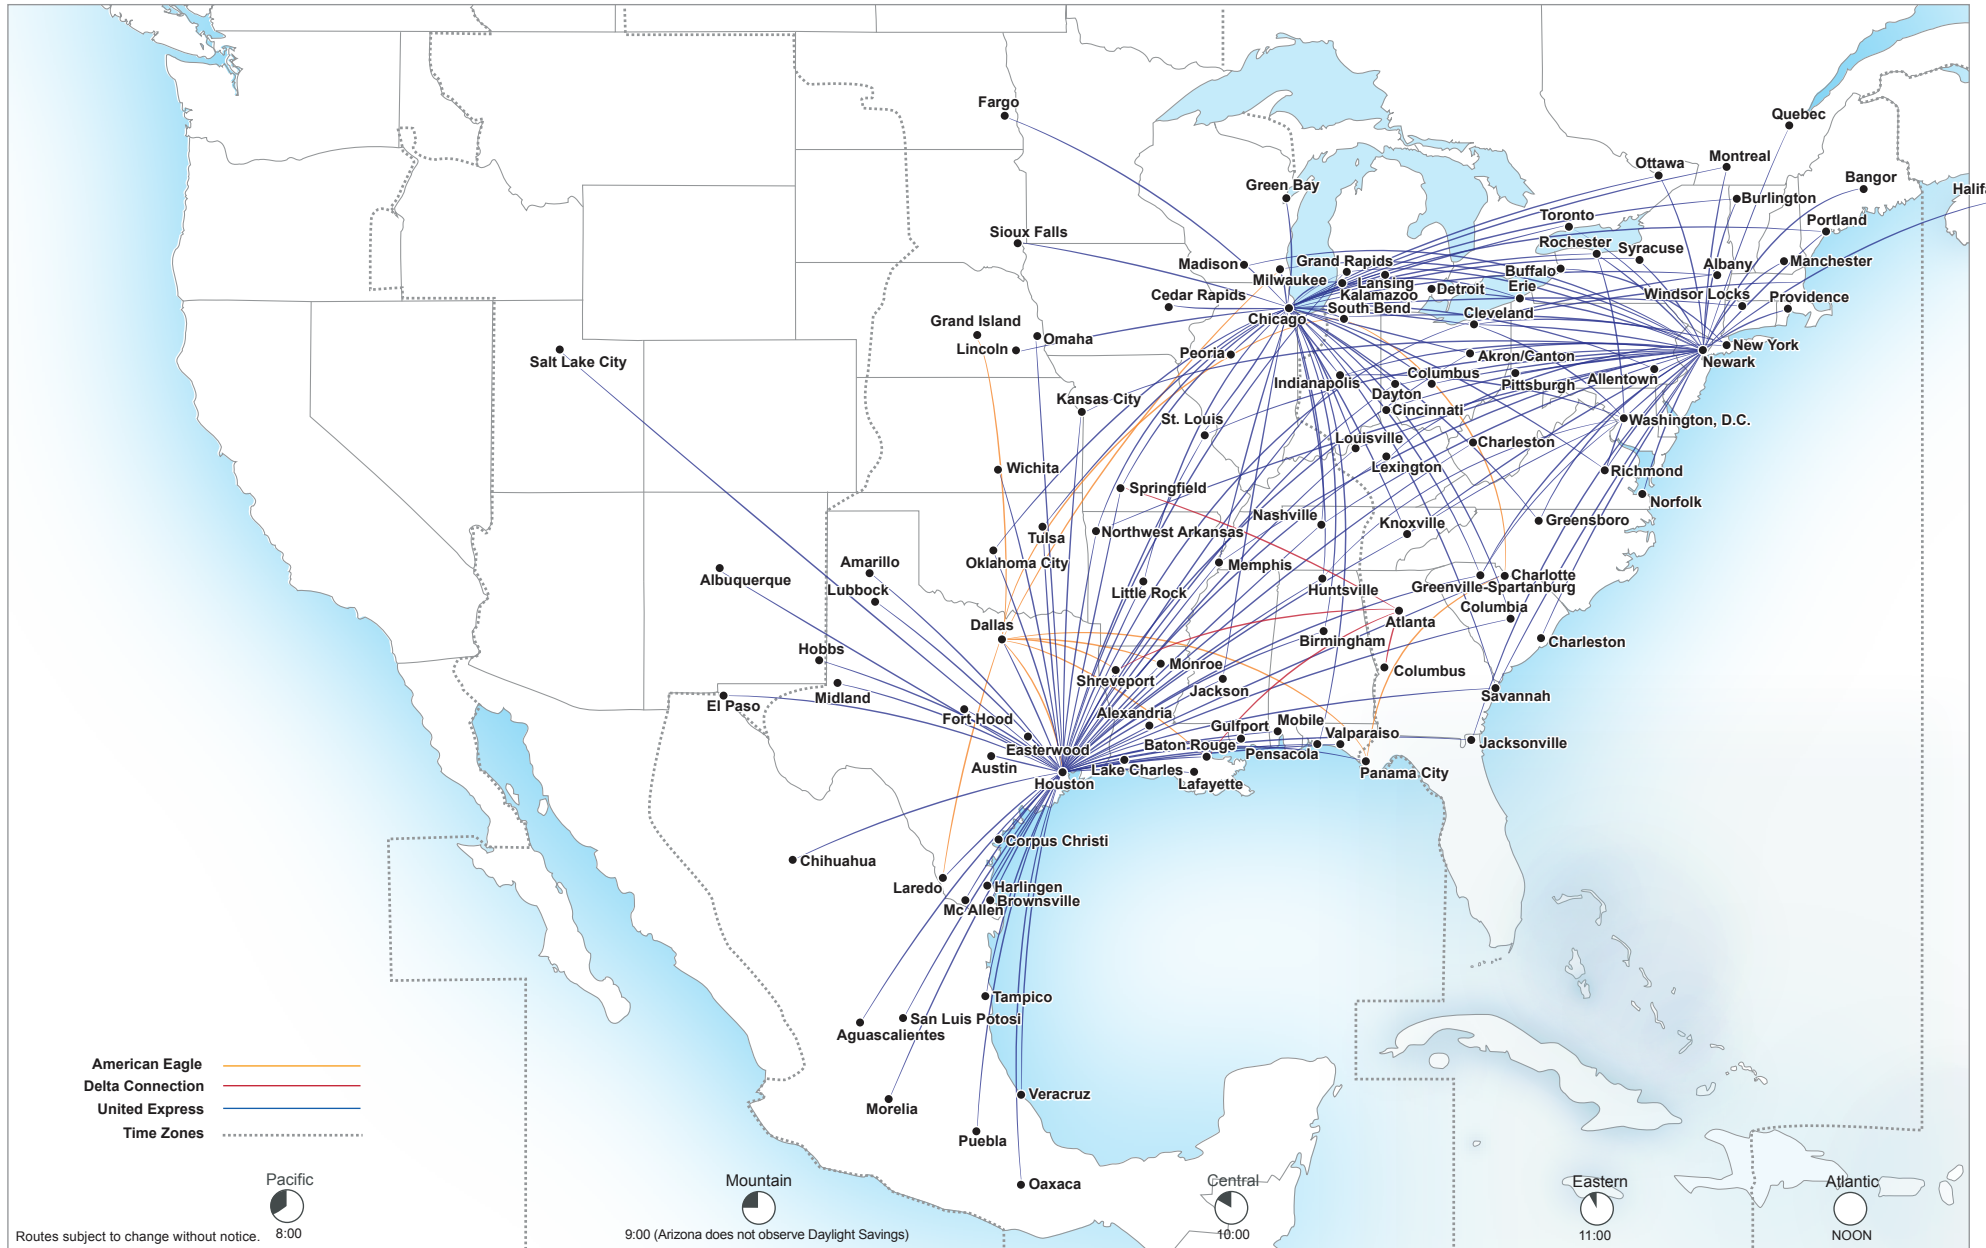 Fargo
Quebec
Ottawa
Montreal
Bangor
Green Bay
Halif
Burlington
Toronto
Portland
Sioux Falls
Rochester
Syracuse
Madison
Grand Rapids
Milwaukee
Lansing
Buffalo
Albany
Manchester
Cedar Rapids
Kalamazoo
Detroit
Erie
Windsor Locks
Providence
South Bend
Chicago
Cleveland
Grand Island
Lincoln
Omaha
Peoria
Akron/Canton
New York
Newark
Salt Lake City
Indianapolis
Columbus
Pittsburgh
Allentown
Dayton
Kansas City
Cincinnati
St. Louis
Washington, D.C.
Louisville
Charleston
Wichita
Lexington
Richmond
Springfield
Norfolk
Nashville
Knoxville
Greensboro
Tulsa
Northwest Arkansas
Oklahoma City
Amarillo
Memphis
Albuquerque
Lubbock
Little Rock
Huntsville
Charlotte
Greenville-Spartanburg
Columbia
Dallas
Atlanta
Birmingham
Charleston
Hobbs
Monroe
Columbus
Shreveport
Jackson
Midland
El Paso
Savannah
Fort Hood
Alexandria
Gulfport
Mobile
Valparaiso
Easterwood
Baton Rouge
Pensacola
Jacksonville
Austin
Lake Charles
Panama City
Houston
Lafayette
Corpus Christi
Chihuahua
Laredo
Harlingen
Mc Allen
Brownsville
Tampico
San Luis Potosi
Aguascalientes
American Eagle
Delta Connection
United Express
Time Zones
Veracruz
Morelia
Puebla
Oaxaca
Pacific
Mountain
Central
Eastern
Atlantic
Routes subject to change without notice.
8:00
9:00 (Arizona does not observe Daylight Savings)
10:00
11:00
NOON